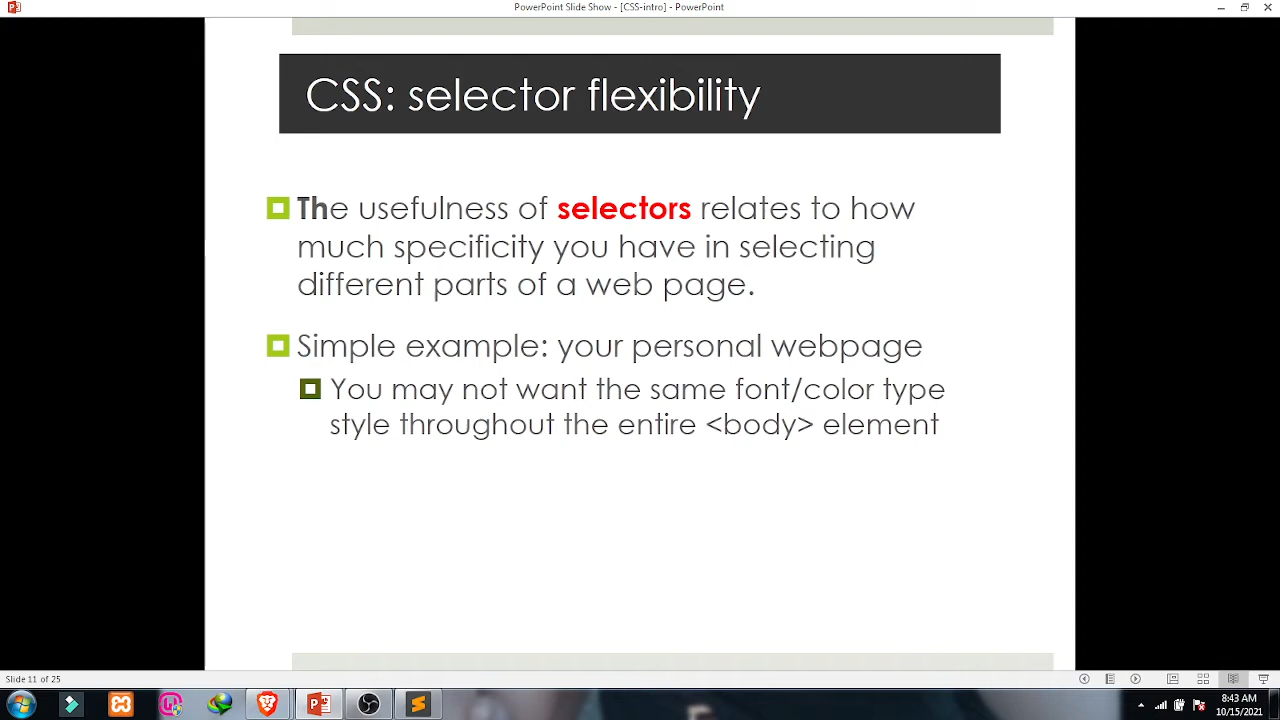 PowerPoint Slide Show - [CSS-intro] - PowerPoint
CSS: selector flexibility
The usefulness of selectors relates to how
much specificity you have in selecting
different parts of a web page.
Simple example: your personal webpage
You may not want the same font/color type
style throughout the entire <body> element
Slide 11 of 25
8:43 AM
10/15/2021